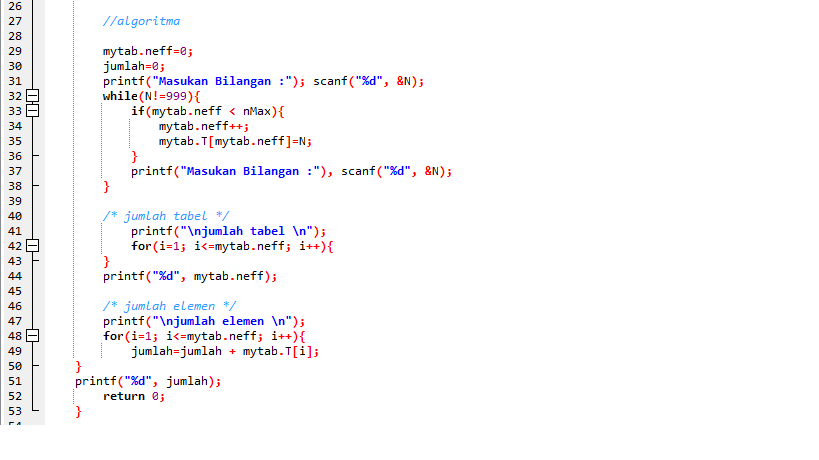 26
27 //algoritma
28
29 mytab.neff=0;
30 jumlah=0;
31 printf("Masukan Bilangan :"); scanf("%d", &N);
32 while(N!=999){
33 if(mytab.neff < nMax){
34 mytab.neff++;
35 mytab.T[mytab.neff]=N;
36 }
37 printf("Masukan Bilangan :"), scanf("%d", &N);
38 }
39
40 /* jumlah tabel */
41 printf("\njumlah tabel \n");
42 for(i=1; i<=mytab.neff; i++){
43 }
44 printf("%d", mytab.neff);
45
46 /* jumlah elemen */
47 printf("\njumlah elemen \n");
48 for(i=1; i<=mytab.neff; i++){
49 jumlah=jumlah + mytab.T[i];
50 }
51 printf("%d", jumlah);
52 return 0;
53 }